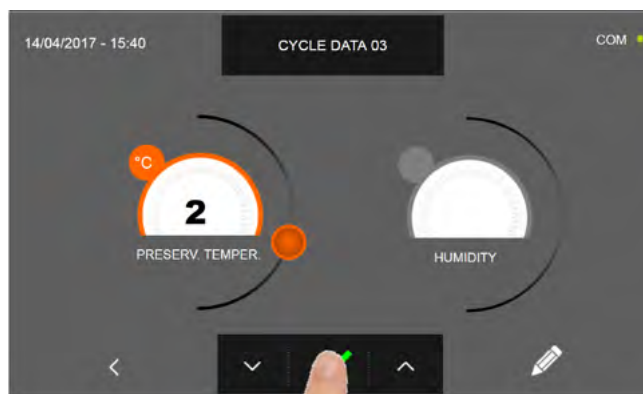 14/04/2017 - 15:40
CYCLE DATA 03
COM
°C
2
PRESERV. TEMPER.
HUMIDITY